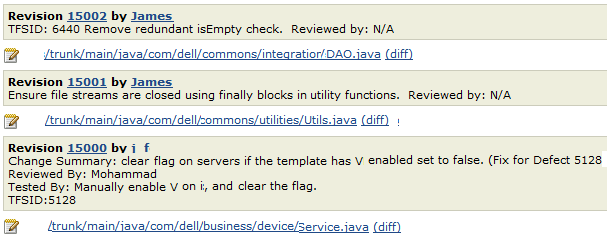 Revision 15002 by James
TFSID: 6440 Remove redundant isEmpty check. Reviewed by: N/A
/trunk/main/java/com/dell/commons/integration/DAO.java (diff)
Revision 15001 by James
Ensure file streams are closed using finally blocks in utility functions. Reviewed by: N/A
/trunk/main/java/com/dell/commons/utilities/Utils.java (diff)
Revision 15000 by
Change Summary: clear flag on servers if the template has V enabled set to false. (Fix for Defect 5128
Reviewed By: Mohammad
Tested By: Manually enable V on i, and clear the flag.
TFSID:5128
/trunk/main/java/com/dell/business/device/Service.java (diff)